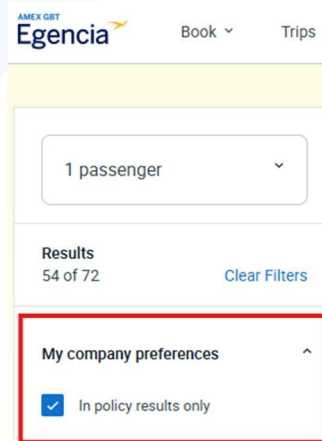 AMEX GBT
Egencia
Book Trips
1 passenger
Results
54 of 72 Clear Filters
My company preferences
In policy results only